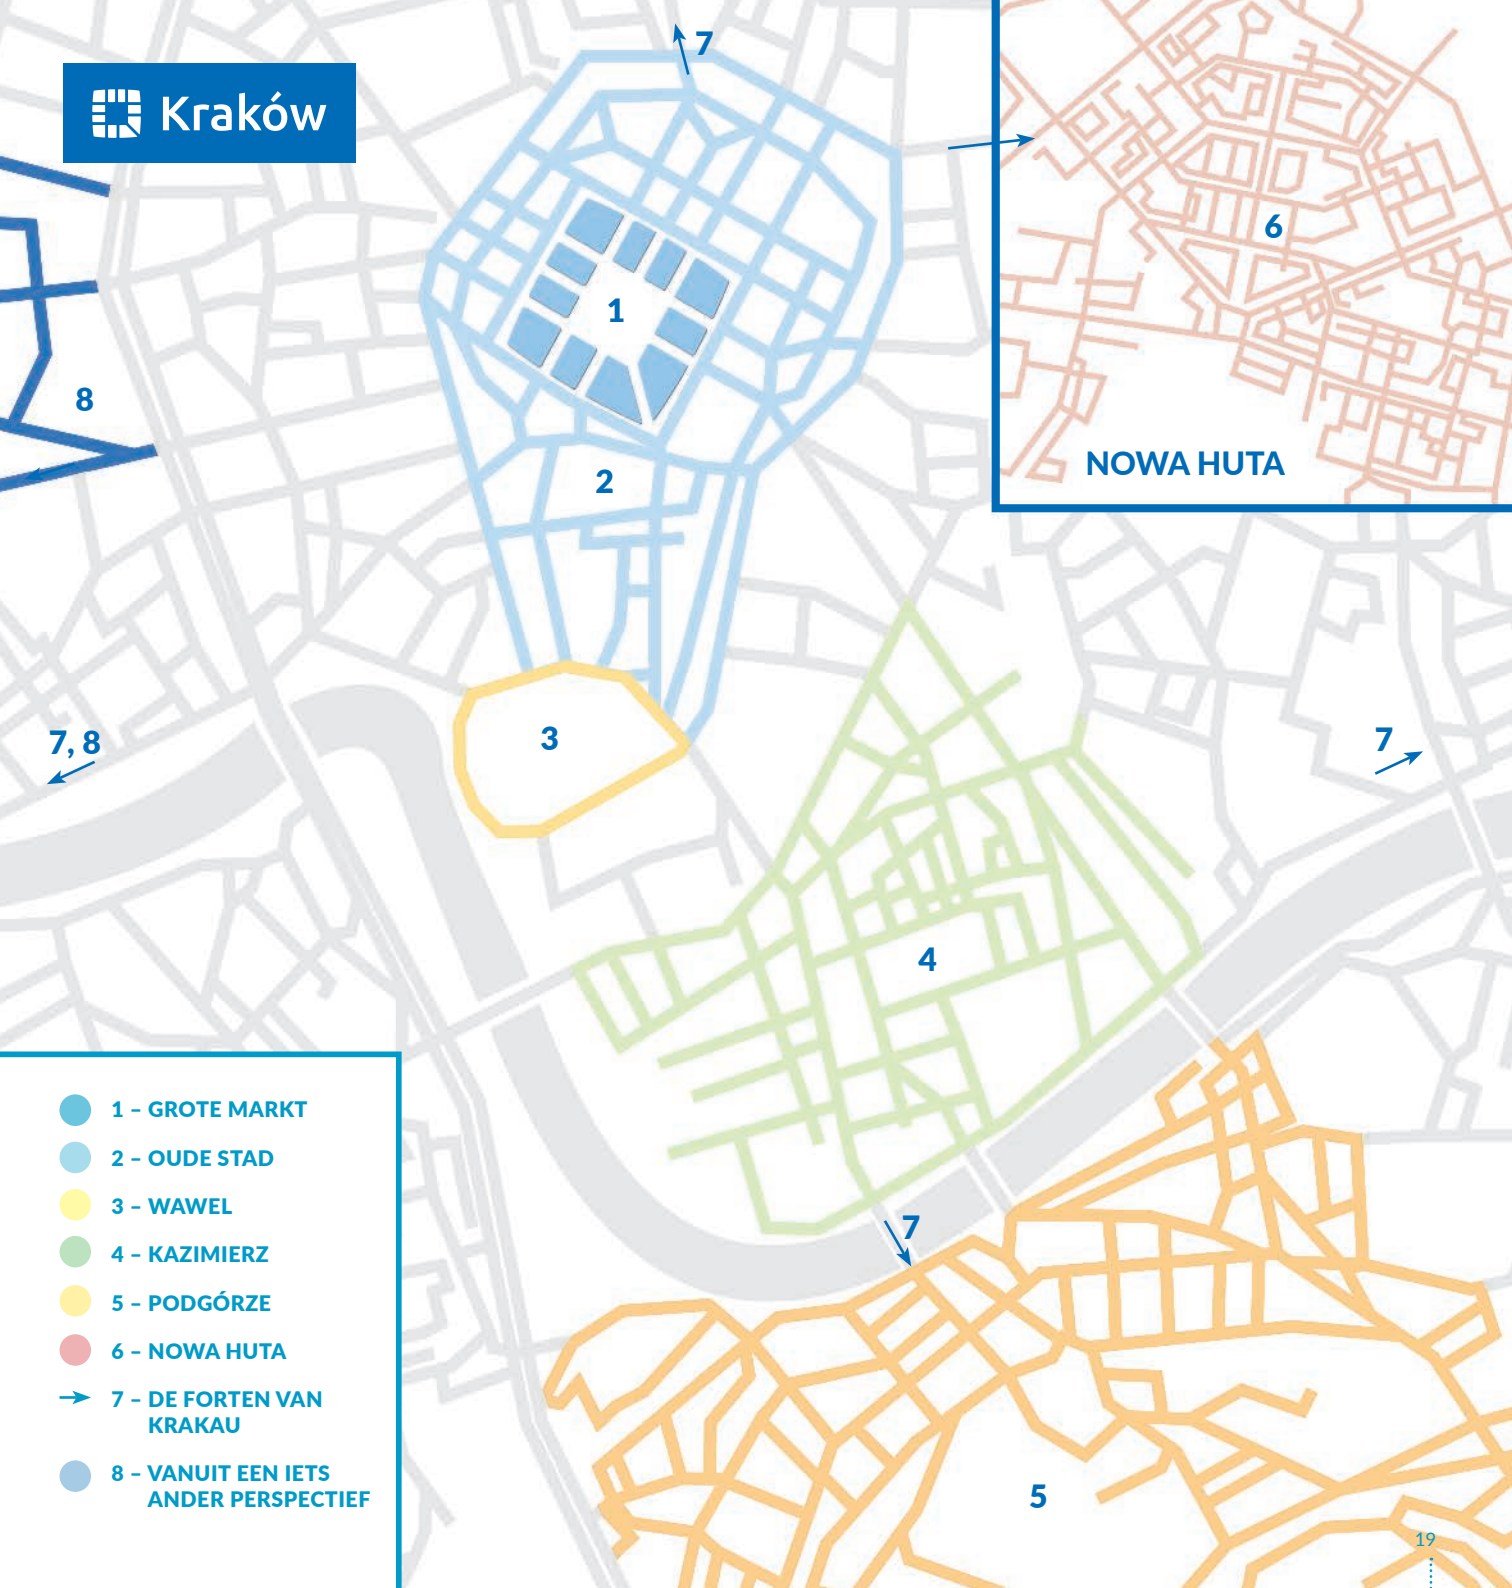 7
Kraków
6
1
8
NOWA HUTA
2
3
7, 8
7
4
7
1 – GROTE MARKT
2 – OUDE STAD
3 – WAWEL
4 – KAZIMIERZ
5 – PODGÓRZE
6 – NOWA HUTA
7 – DE FORTEN VAN
KRAKAU
8 – VANUIT EEN IETS
ANDER PERSPECTIEF
5
19